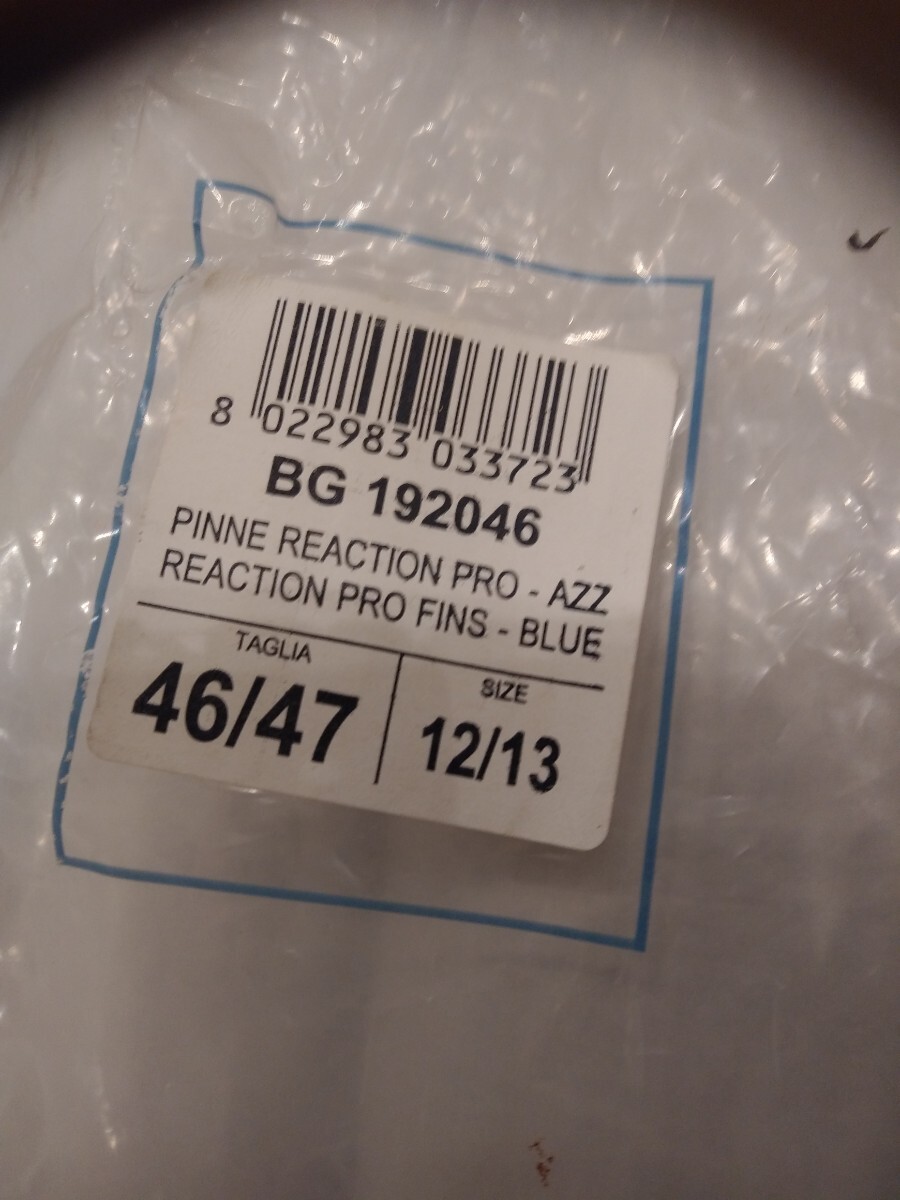 8 022983 033723
BG 192046
PINNE REACTION PRO - AZZ
REACTION PRO FINS - BLUE
TAGLIA
46/47
SIZE
12/13